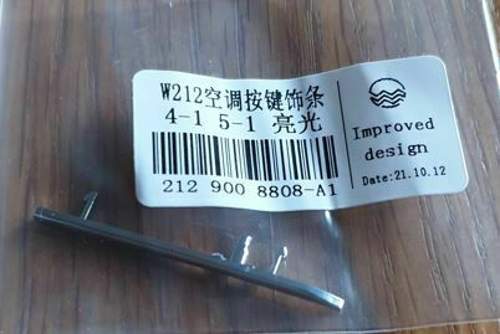 W212空调按键饰条
4-1 5-1 亮光
212 900 8808-A1
Improved
design
Date:21.10.12